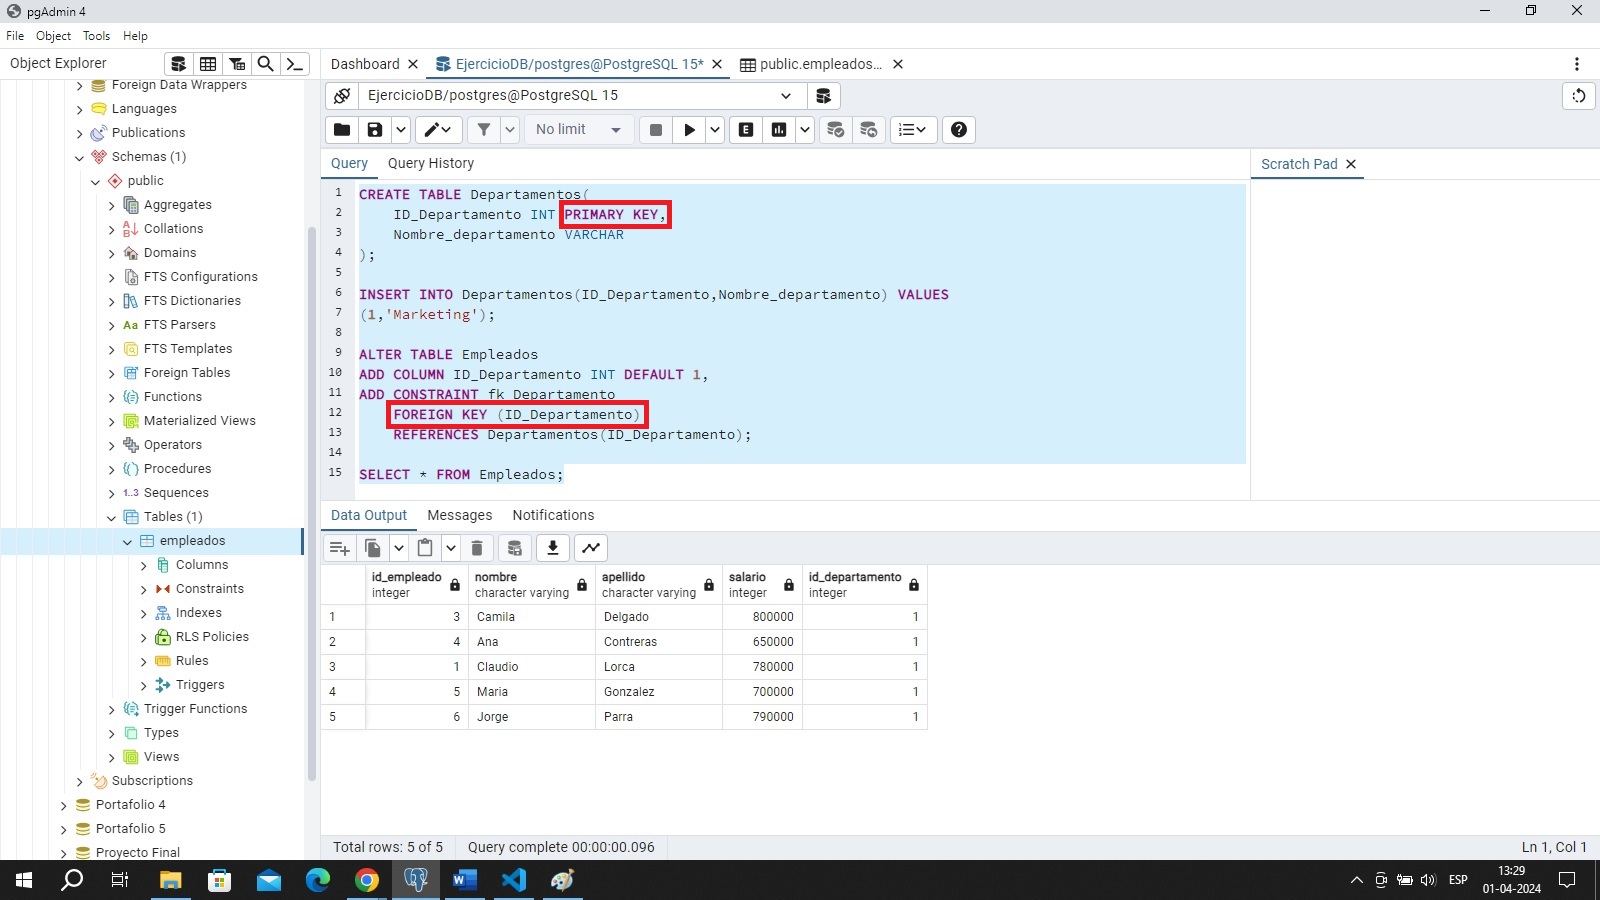 pgAdmin 4
File Object Tools Help
Object Explorer
Foreign Data Wrappers
Languages
Publications
Schemas (1)
public
Aggregates
Collations
Domains
FTS Configurations
FTS Dictionaries
Aa FTS Parsers
FTS Templates
Foreign Tables
Functions
Materialized Views
Operators
Procedures
1..3 Sequences
Tables (1)
empleados
Columns
Constraints
Indexes
RLS Policies
Rules
Triggers
Trigger Functions
Types
Views
Subscriptions
Portafolio 4
Portafolio 5
Proyecto Final
Dashboard EjercicioDB/postgres@PostgreSQL 15* public.empleados...
EjercicioDB/postgres@PostgreSQL 15
No limit E
Query Query History
Scratch Pad
1 CREATE TABLE Departamentos(
2 ID_Departamento INT PRIMARY KEY,
3 Nombre_departamento VARCHAR
4 );
5
6 INSERT INTO Departamentos(ID_Departamento,Nombre_departamento) VALUES
7 (1,'Marketing');
8
9 ALTER TABLE Empleados
10 ADD COLUMN ID_Departamento INT DEFAULT 1,
11 ADD CONSTRAINT fk_Departamento
12 FOREIGN KEY (ID_Departamento)
13 REFERENCES Departamentos(ID_Departamento);
14
15 SELECT * FROM Empleados;
Data Output Messages Notifications
id_empleado nombre apellido salario id_departamento
integer character varying character varying integer integer
1 3 Camila Delgado 800000 1
2 4 Ana Contreras 650000 1
3 1 Claudio Lorca 780000 1
4 5 Maria Gonzalez 700000 1
5 6 Jorge Parra 790000 1
Total rows: 5 of 5 Query complete 00:00:00.096 Ln 1, Col 1
ESP 13:29
01-04-2024